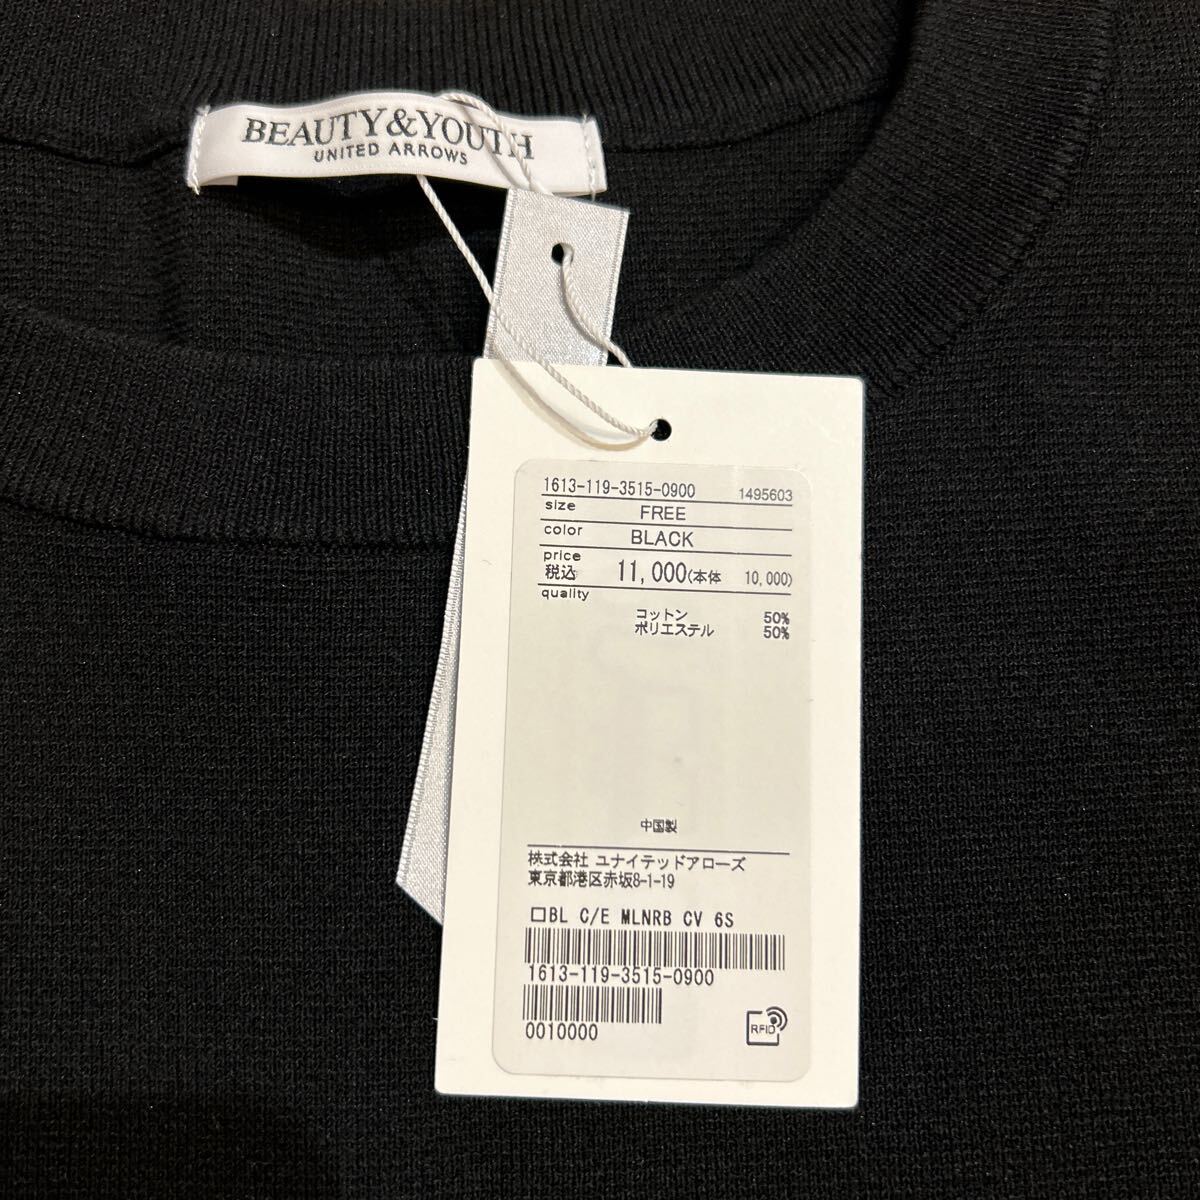 BEAUTY&YOUTH
UNITED ARROWS
1613-119-3515-0900 1495603
size FREE
color BLACK
price
税込 11,000(本体 10,000)
quality
コットン 50%
ポリエステル 50%
中国製
株式会社 ユナイテッドアローズ
東京都港区赤坂8-1-19
□BL C/E MLNRB CV 6S
1613-119-3515-0900
0010000
RFID